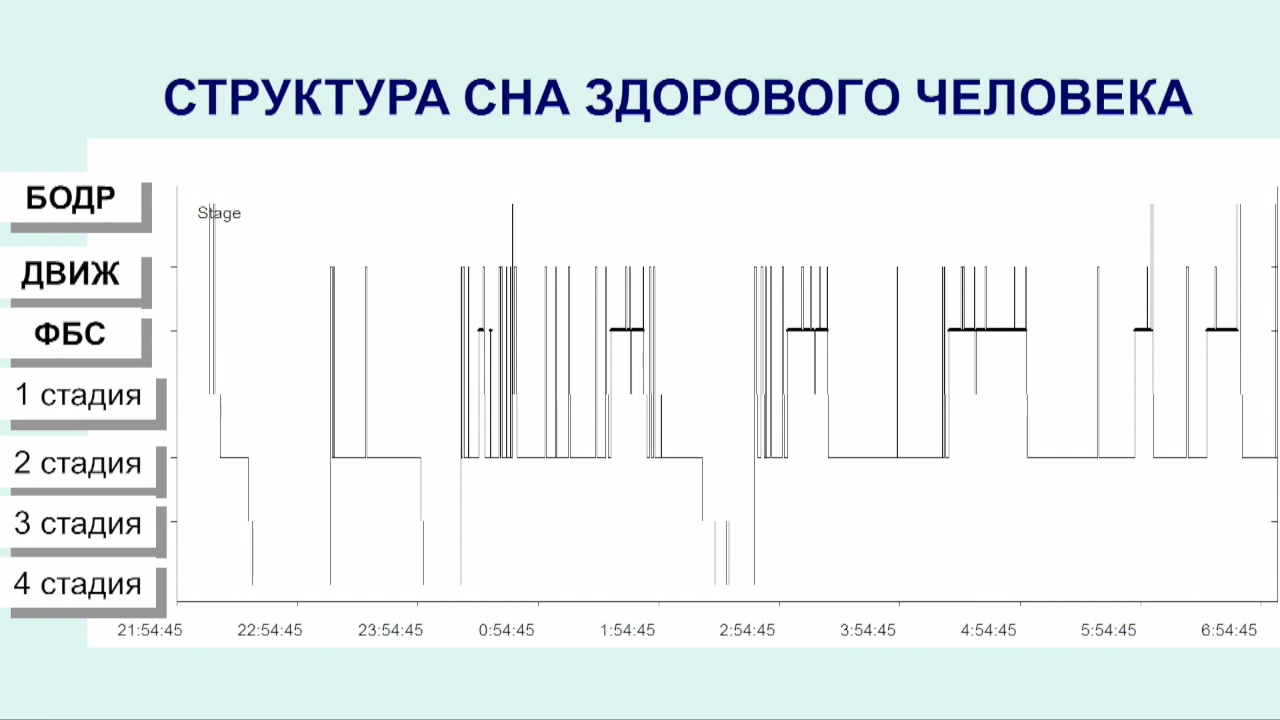 СТРУКТУРА СНА ЗДОРОВОГО ЧЕЛОВЕКА
БОДР
Stage
ДВИЖ
ФБС
1 стадия
2 стадия
3 стадия
4 стадия
21:54:45 22:54:45 23:54:45 0:54:45 1:54:45 2:54:45 3:54:45 4:54:45 5:54:45 6:54:45